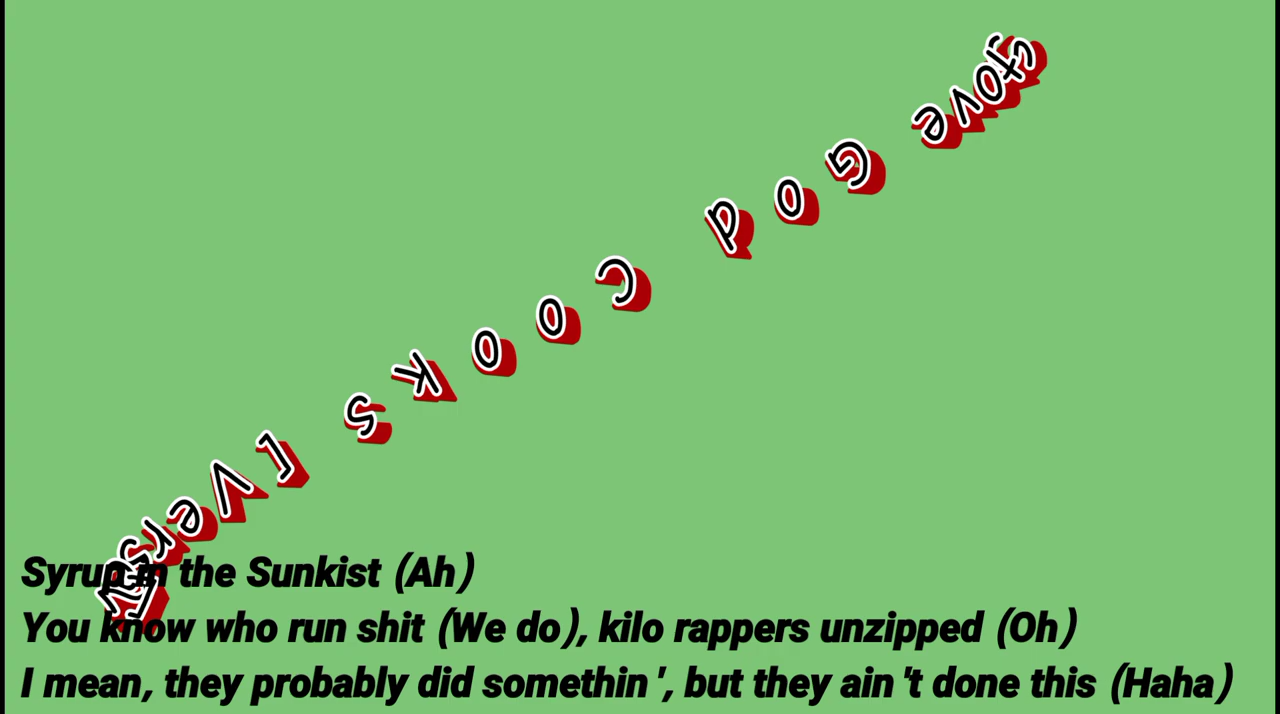 Stove God Cooks
Syrup in the Sunkist (Ah)
You know who run shit (We do), kilo rappers unzipped (Oh)
I mean, they probably did somethin', but they ain't done this (Haha)